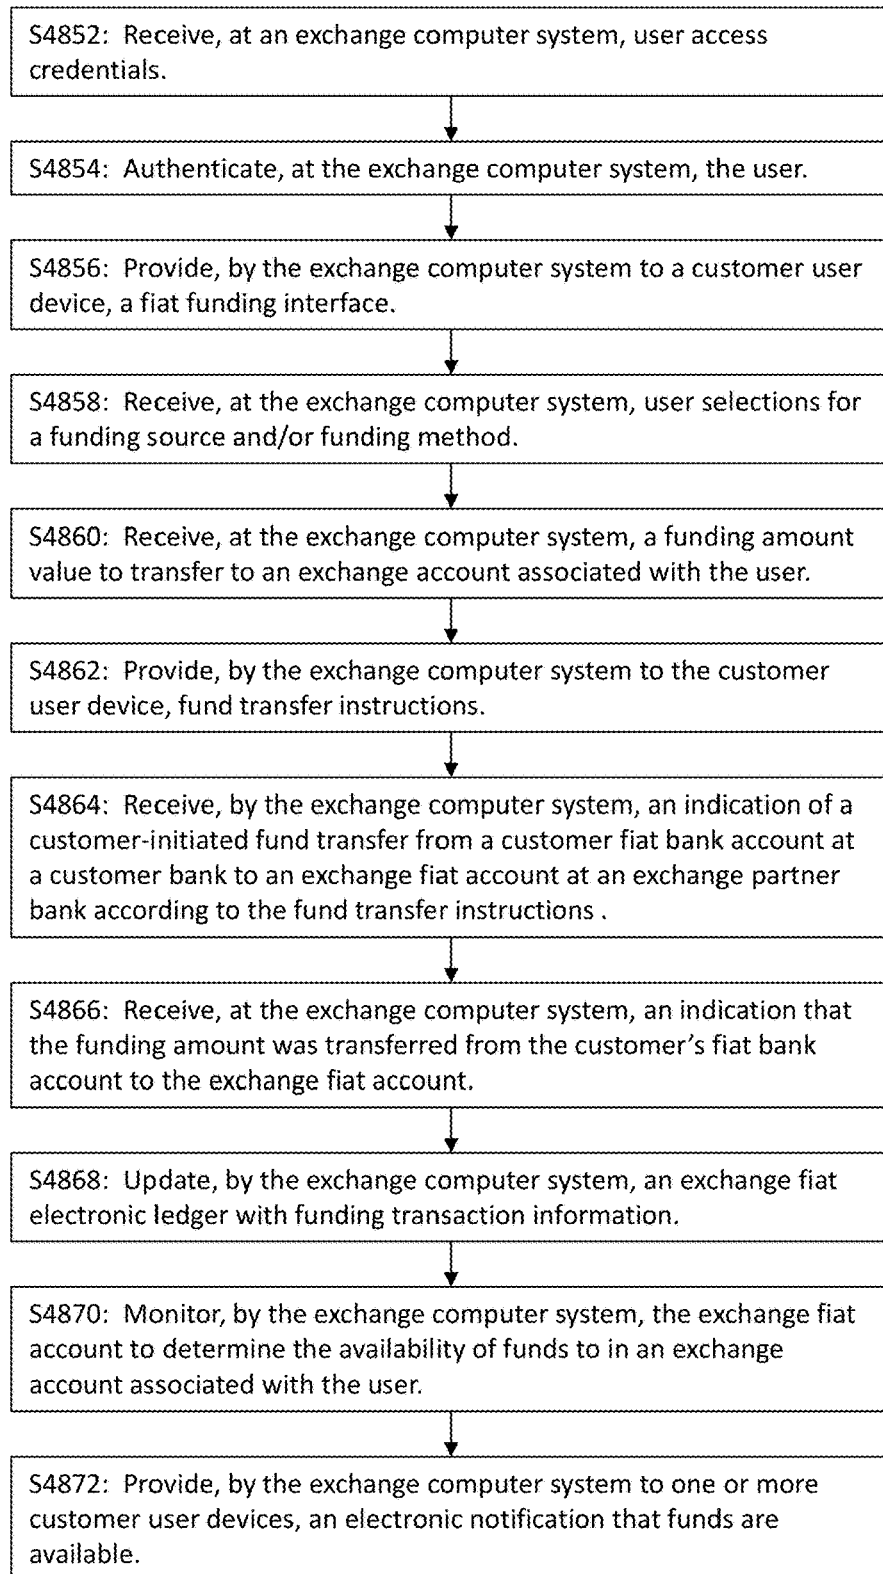 S4852: Receive, at an exchange computer system, user access
credentials.
S4854: Authenticate, at the exchange computer system, the user.
S4856: Provide, by the exchange computer system to a customer user
device, a fiat funding interface.
S4858: Receive, at the exchange computer system, user selections for
a funding source and/or funding method.
S4860: Receive, at the exchange computer system, a funding amount
value to transfer to an exchange account associated with the user.
S4862: Provide, by the exchange computer system to the customer
user device, fund transfer instructions.
S4864: Receive, by the exchange computer system, an indication of a
customer-initiated fund transfer from a customer fiat bank account at
a customer bank to an exchange fiat account at an exchange partner
bank according to the fund transfer instructions .
S4866: Receive, at the exchange computer system, an indication that
the funding amount was transferred from the customer's fiat bank
account to the exchange fiat account.
S4868: Update, by the exchange computer system, an exchange fiat
electronic ledger with funding transaction information.
S4870: Monitor, by the exchange computer system, the exchange fiat
account to determine the availability of funds to in an exchange
account associated with the user.
S4872: Provide, by the exchange computer system to one or more
customer user devices, an electronic notification that funds are
available.